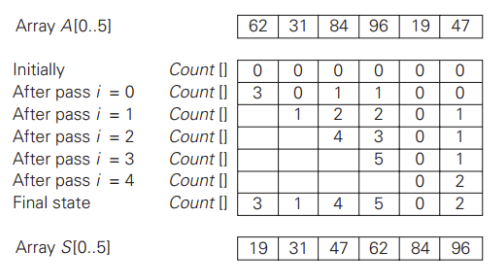 Array A[0..5] 62 31 84 96 19 47
Initially Count [] 0 0 0 0 0 0
After pass i = 0 Count [] 3 0 1 1 0 0
After pass i = 1 Count [] 1 2 2 0 1
After pass i = 2 Count [] 4 3 0 1
After pass i = 3 Count [] 5 0 1
After pass i = 4 Count [] 0 2
Final state Count [] 3 1 4 5 0 2
Array S[0..5] 19 31 47 62 84 96